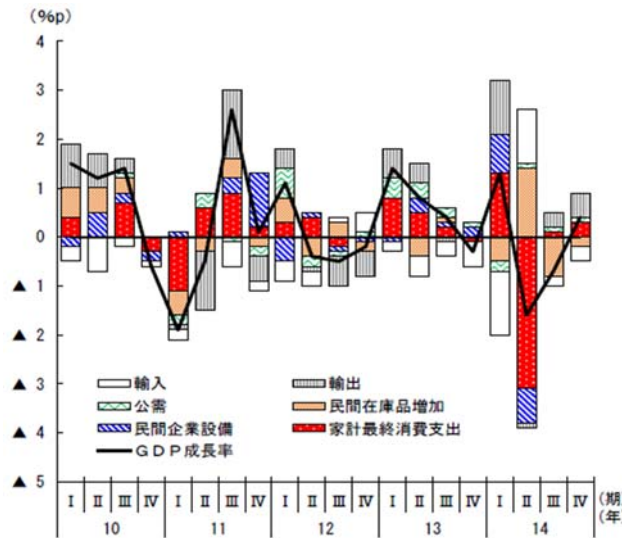 (%p)
4
3
2
1
0
▲ 1
▲ 2
▲ 3
▲ 4
▲ 5
輸入 輸出
公需 民間在庫品増加
民間企業設備 家計最終消費支出
GDP成長率
Ⅰ Ⅱ Ⅲ Ⅳ Ⅰ Ⅱ Ⅲ Ⅳ Ⅰ Ⅱ Ⅲ Ⅳ Ⅰ Ⅱ Ⅲ Ⅳ Ⅰ Ⅱ Ⅲ Ⅳ (期)
10 11 12 13 14 (年)